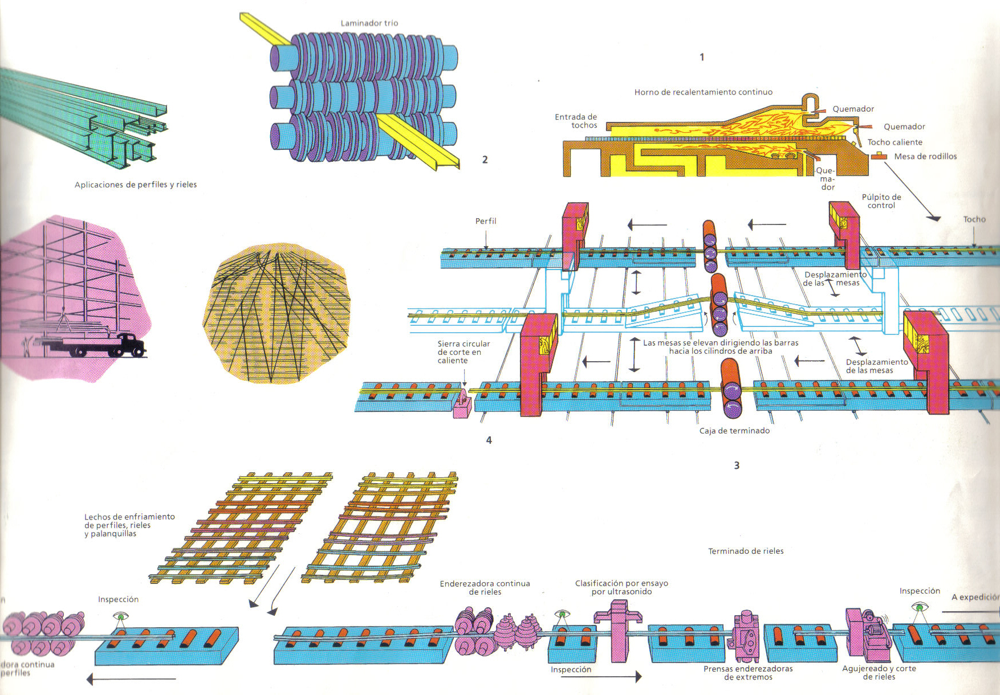 Laminador trío
1
Horno de recalentamiento continuo
Quemador
Entrada de
tochos
Quemador
Tocho caliente
Mesa de rodillos
Que-
ma-
dor
2
Aplicaciones de perfiles y rieles
Púlpito de
control
Perfil
Tocho
Desplazamiento
de las mesas
Sierra circular
de corte en
caliente
Las mesas se elevan dirigiendo las barras
hacia los cilindros de arriba
Desplazamiento
de las mesas
Caja de terminado
4
3
Lechos de enfriamiento
de perfiles, rieles
y palanquillas
Terminado de rieles
Inspección
Enderezadora continua
de rieles
Clasificación por ensayo
por ultrasonido
Inspección
A expedición
n
dora continua
perfiles
Inspección
Prensas enderezadoras
de extremos
Agujereado y corte
de rieles